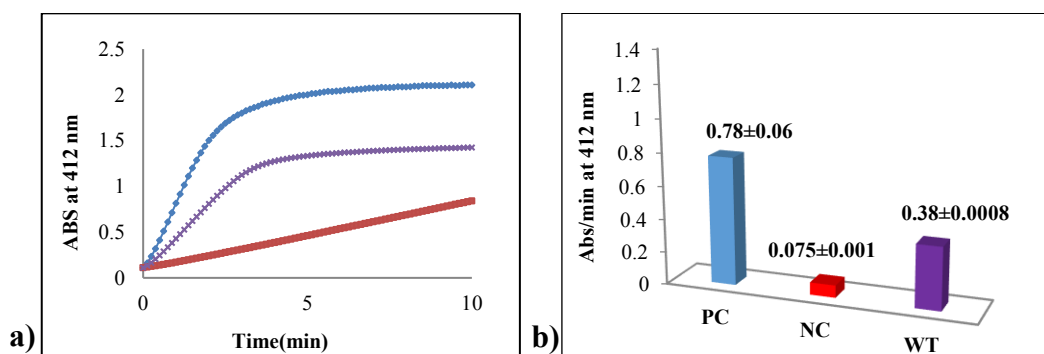 2.5
2
1.5
1
0.5
0
0
5
10
ABS at 412 nm
Time(min)
a)
1.4
1.2
1
0.8
0.6
0.4
0.2
0
Abs/min at 412 nm
0.78±0.06
0.075±0.001
0.38±0.0008
PC
NC
WT
b)